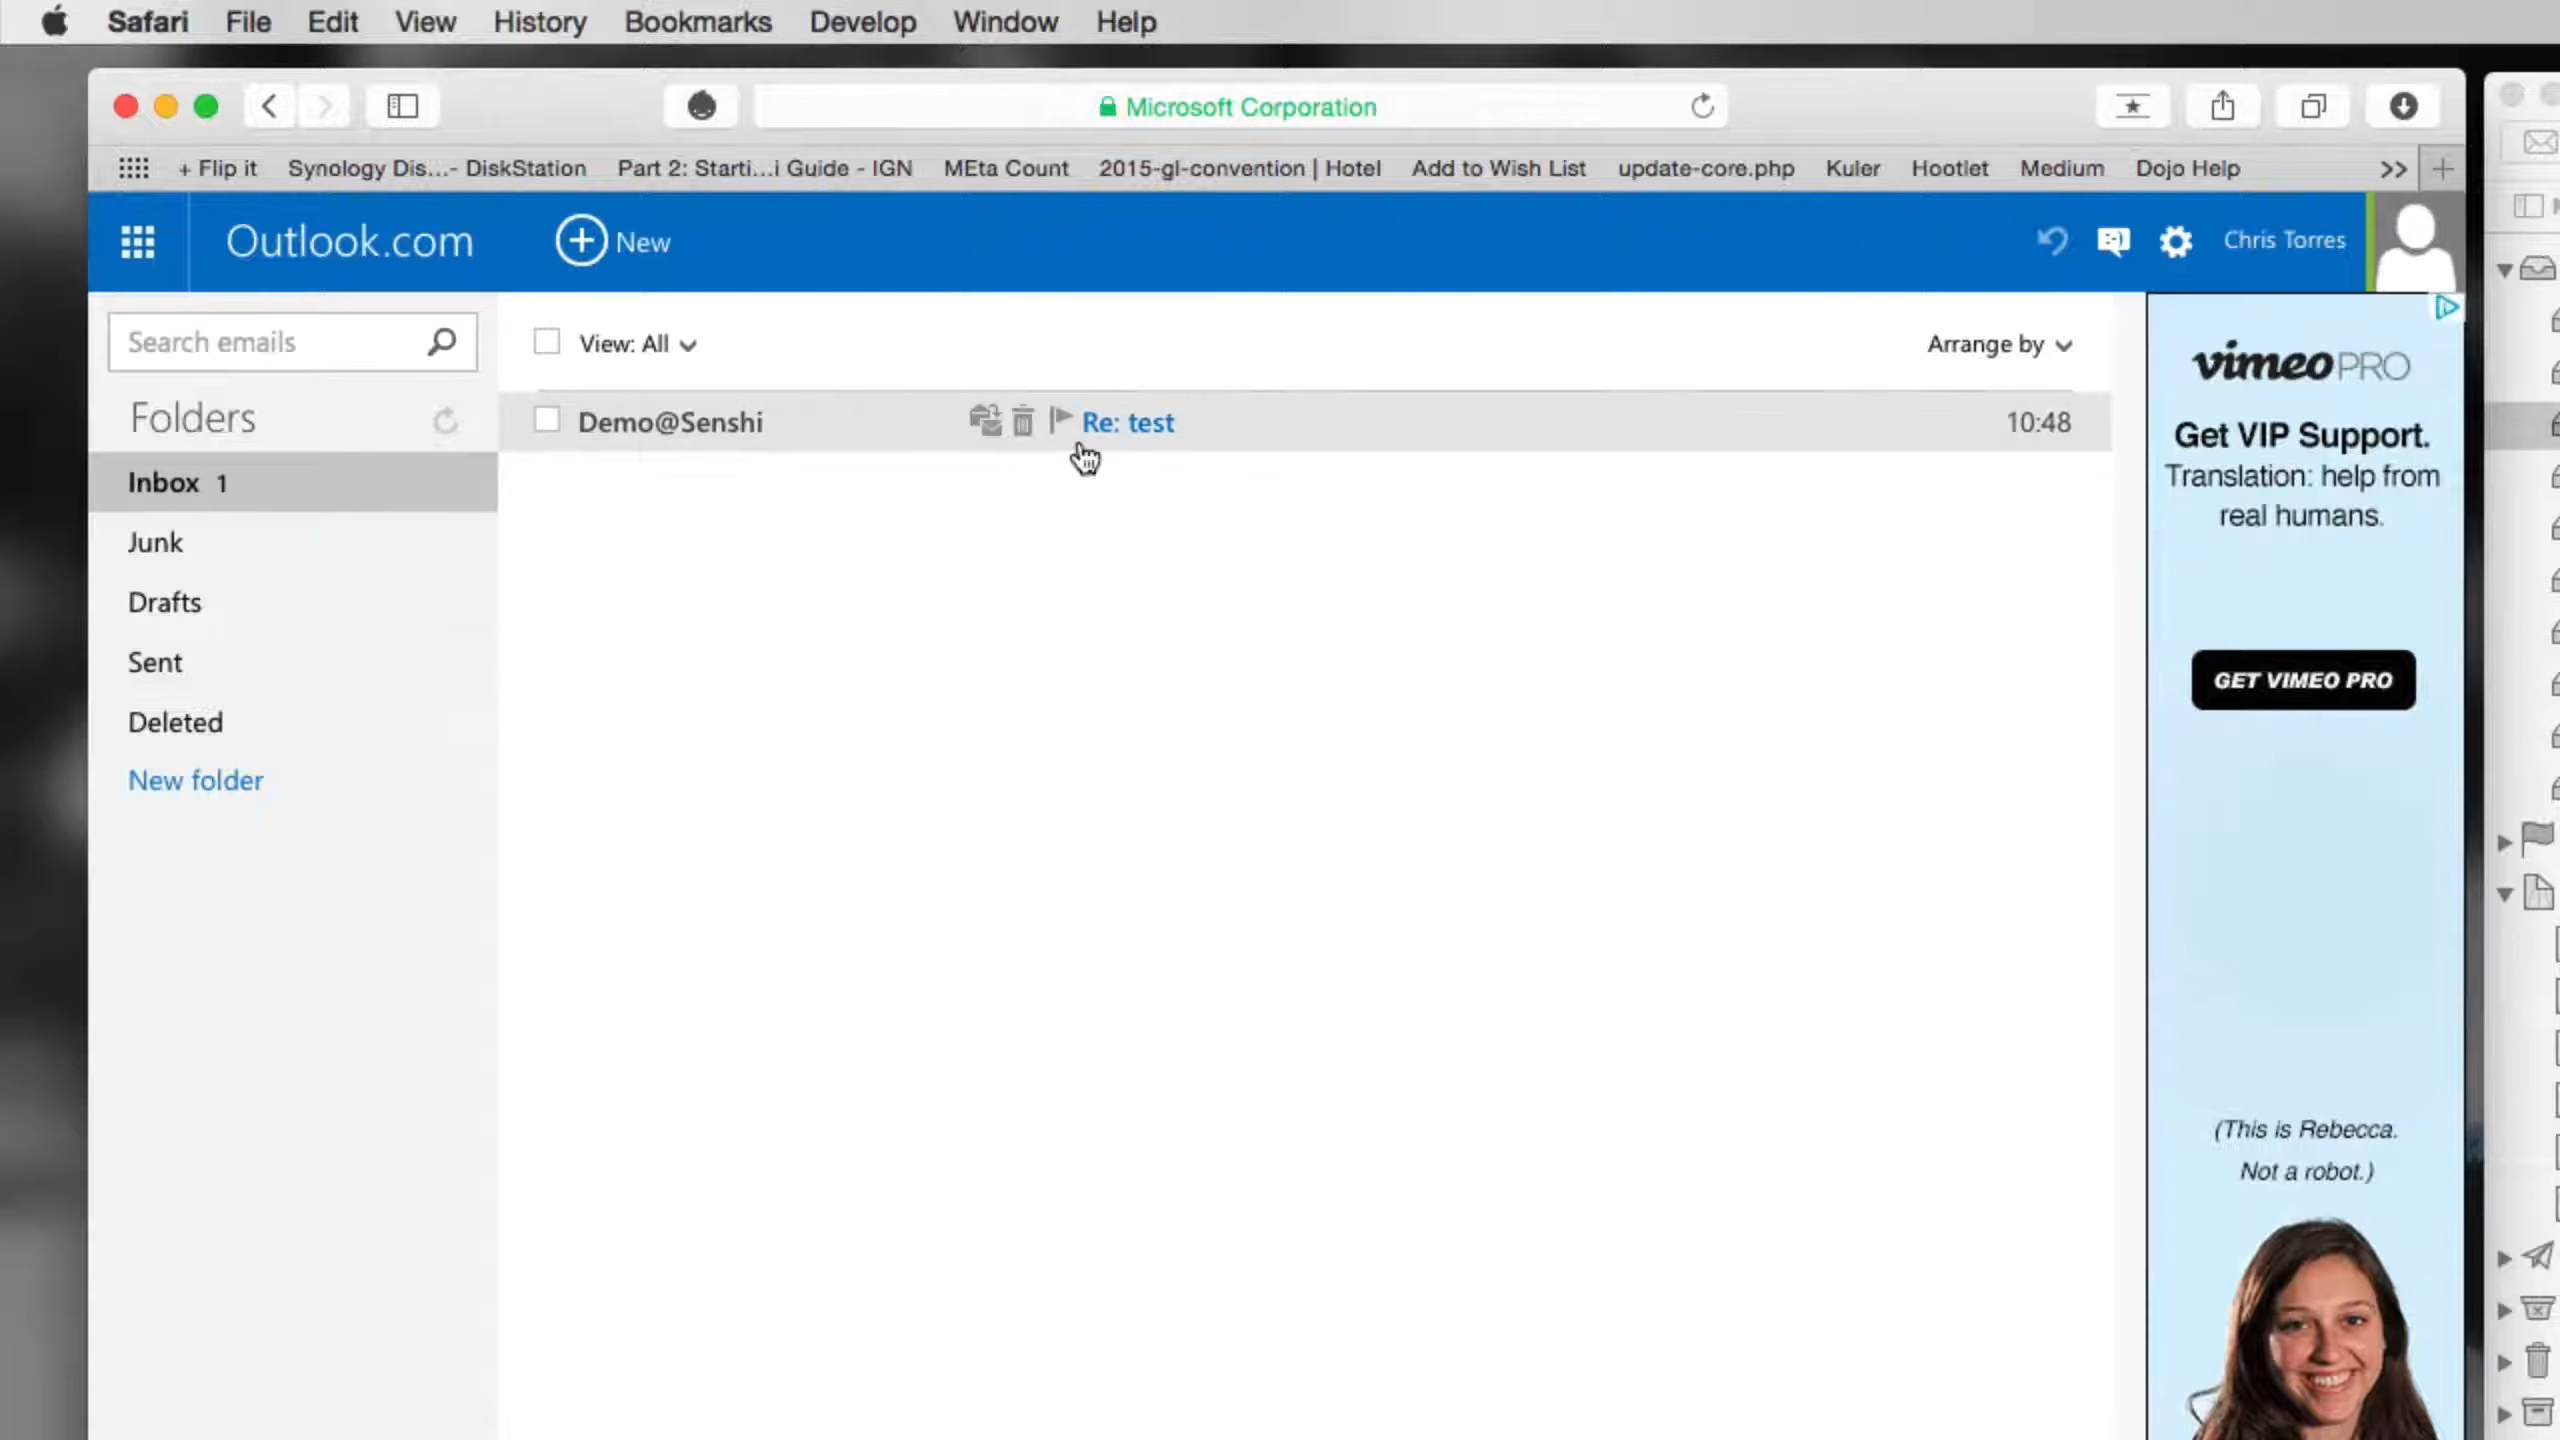 Safari File Edit View History Bookmarks Develop Window Help
Microsoft Corporation
+ Flip it Synology Dis...- DiskStation Part 2: Starti...i Guide - IGN MEta Count 2015-gl-convention | Hotel Add to Wish List update-core.php Kuler Hootlet Medium Dojo Help >>
Outlook.com New Chris Torres
Search emails
View: All Arrange by
Folders
Demo@Senshi Re: test 10:48
Inbox 1
Junk
Drafts
Sent
Deleted
New folder
vimeo PRO
Get VIP Support.
Translation: help from
real humans.
GET VIMEO PRO
(This is Rebecca.
Not a robot.)